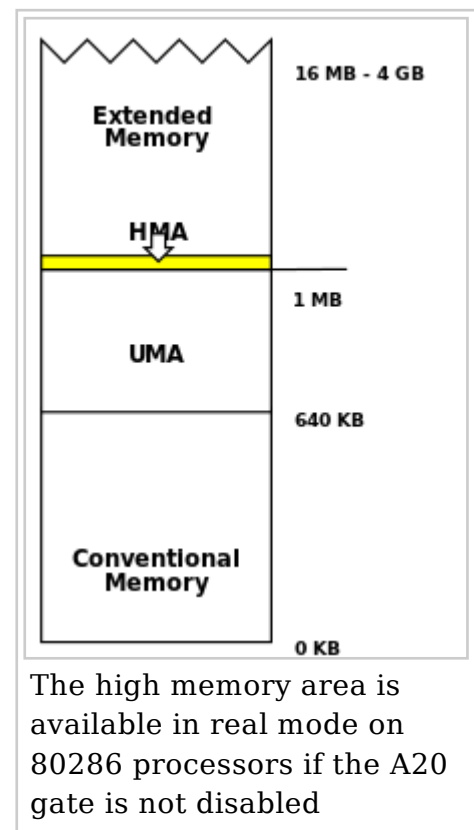 16 MB - 4 GB
Extended
Memory
HMA
1 MB
UMA
640 KB
Conventional
Memory
0 KB
The high memory area is
available in real mode on
80286 processors if the A20
gate is not disabled